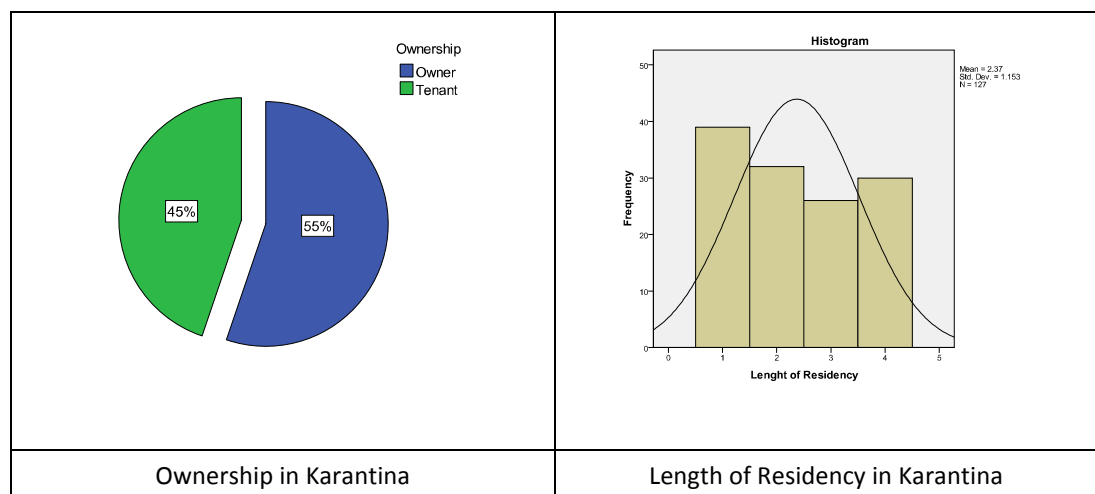 Ownership
Owner
Tenant
45%
55%
Ownership in Karantina
Histogram
Mean = 2.37
Std. Dev. = 1.153
N = 127
Frequency
50
40
30
20
10
0
0 1 2 3 4 5
Lenght of Residency
Length of Residency in Karantina